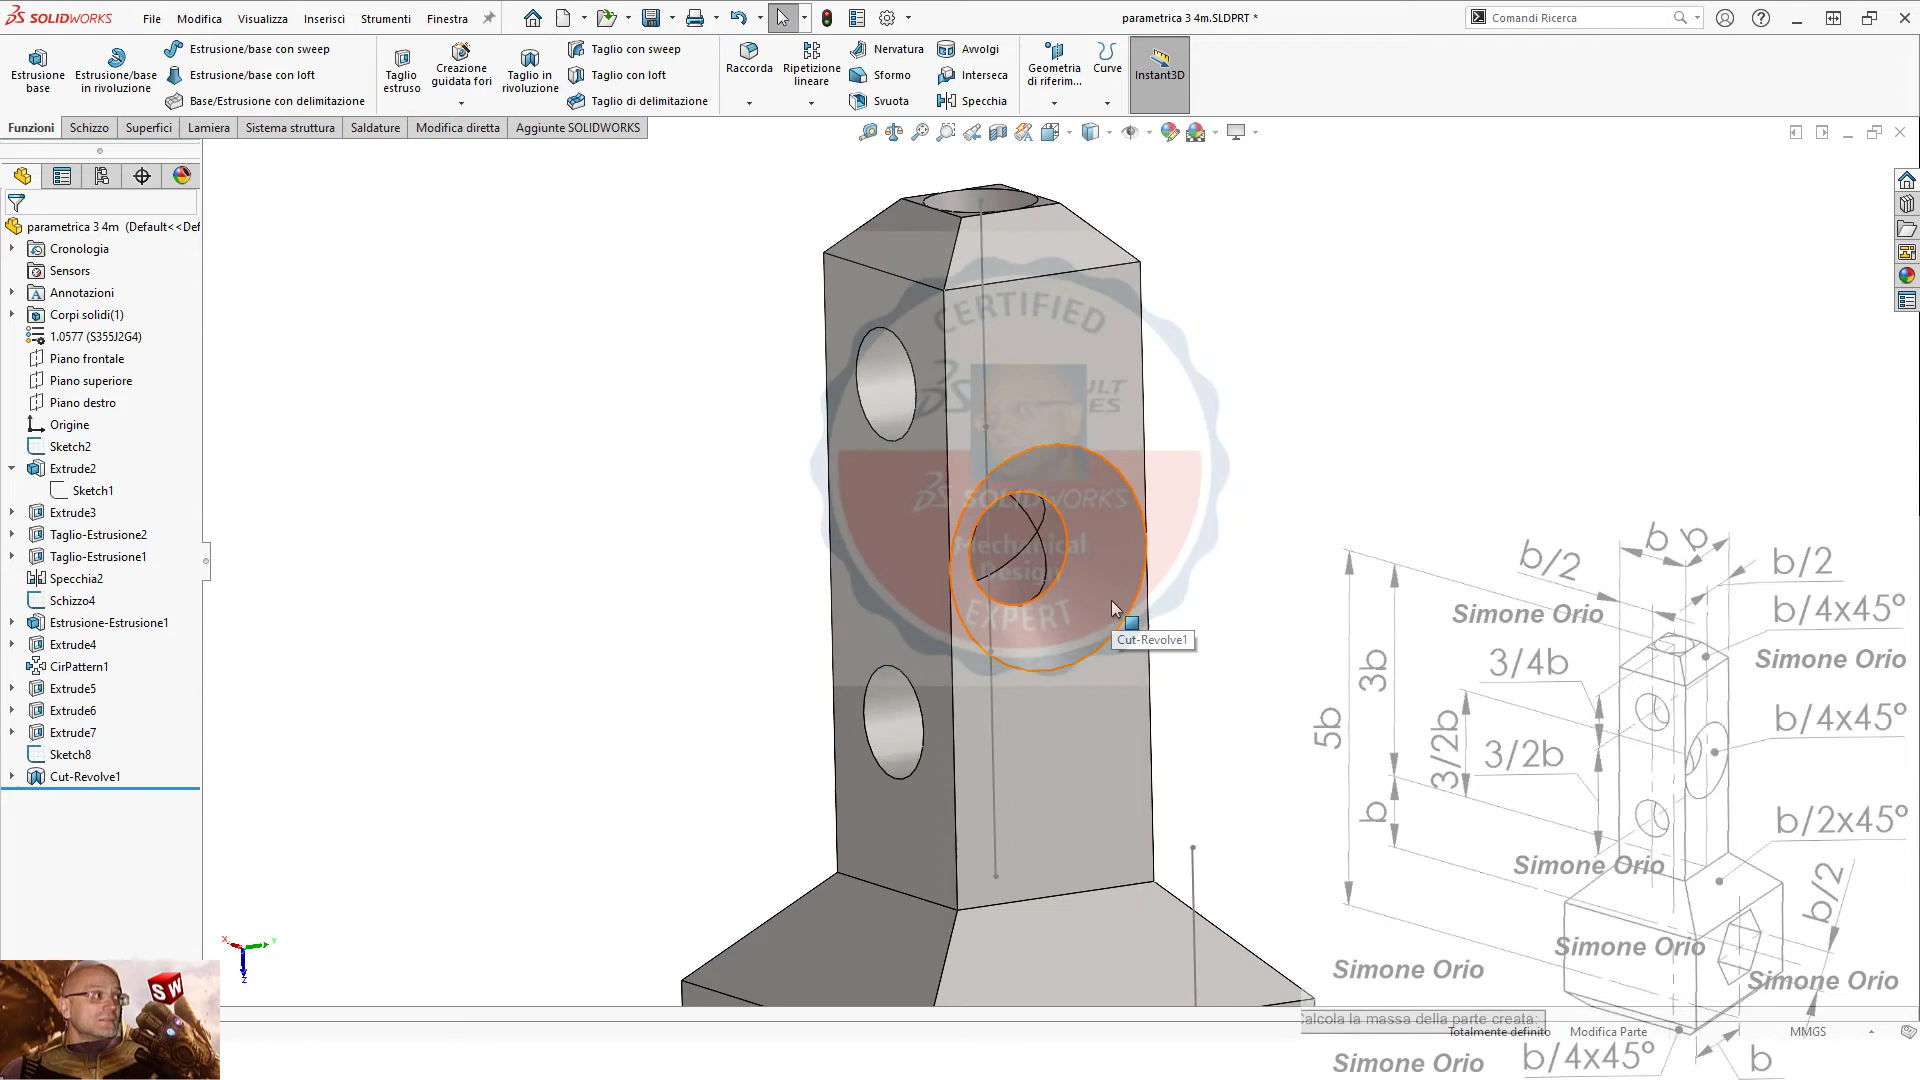 SOLIDWORKS
File
Modifica
Visualizza
Inserisci
Strumenti
Finestra
parametrica 3 4m.SLDPRT *
Comandi Ricerca
Estrusione base
Estrusione/base in rivoluzione
Estrusione/base con sweep
Estrusione/base con loft
Base/Estrusione con delimitazione
Taglio estruso
Creazione guidata fori
Taglio in rivoluzione
Taglio con sweep
Taglio con loft
Taglio di delimitazione
Raccorda
Ripetizione lineare
Nervatura
Sformo
Svuota
Avvolgi
Interseca
Specchia
Geometria di riferim...
Curve
Instant3D
Funzioni
Schizzo
Superfici
Lamiera
Sistema struttura
Saldature
Modifica diretta
Aggiunte SOLIDWORKS
parametrica 3 4m (Default<<Def
Cronologia
Sensors
Annotazioni
Corpi solidi(1)
1.0577 (S355J2G4)
Piano frontale
Piano superiore
Piano destro
Origine
Sketch2
Extrude2
Sketch1
Extrude3
Taglio-Estrusione2
Taglio-Estrusione1
Specchia2
Schizzo4
Estrusione-Estrusione1
Extrude4
CirPattern1
Extrude5
Extrude6
Extrude7
Sketch8
Cut-Revolve1
CERTIFIED
SOLIDWORKS
Mechanical
Design
EXPERT
Cut-Revolve1
b/2
b
b
b/2
Simone Orio
b/4x45°
Simone Orio
3/4b
3b
b/4x45°
5b
3/2b
3/2b
b
b/2x45°
Simone Orio
b/2
Simone Orio
Simone Orio
Simone Orio
Calcola la massa della parte creata:
Totalmente definito
Modifica Parte
MMGS
Simone Orio
b/4x45°
b
X
Y
Z
SW